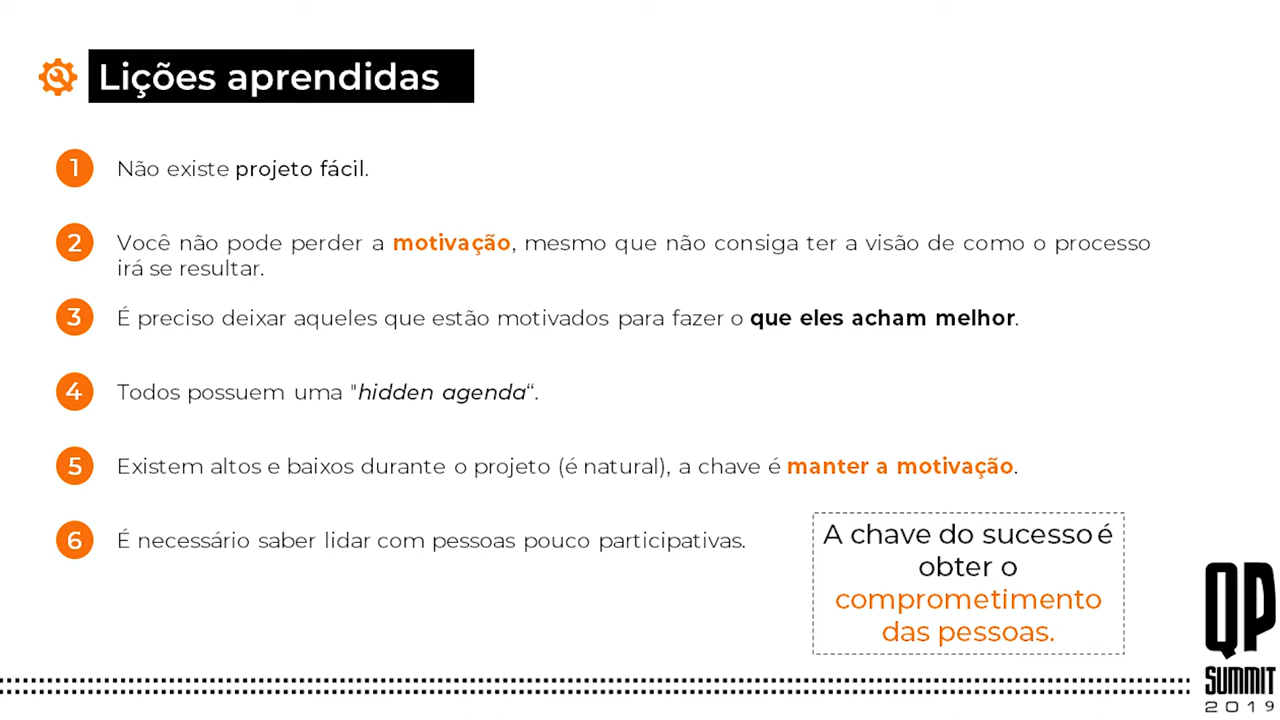 Lições aprendidas
1 Não existe projeto fácil.
2 Você não pode perder a motivação, mesmo que não consiga ter a visão de como o processo
irá se resultar.
3 É preciso deixar aqueles que estão motivados para fazer o que eles acham melhor.
4 Todos possuem uma "hidden agenda“.
5 Existem altos e baixos durante o projeto (é natural), a chave é manter a motivação.
6 É necessário saber lidar com pessoas pouco participativas.
A chave do sucesso é
obter o
comprometimento
das pessoas.
QP
SUMMIT
2019